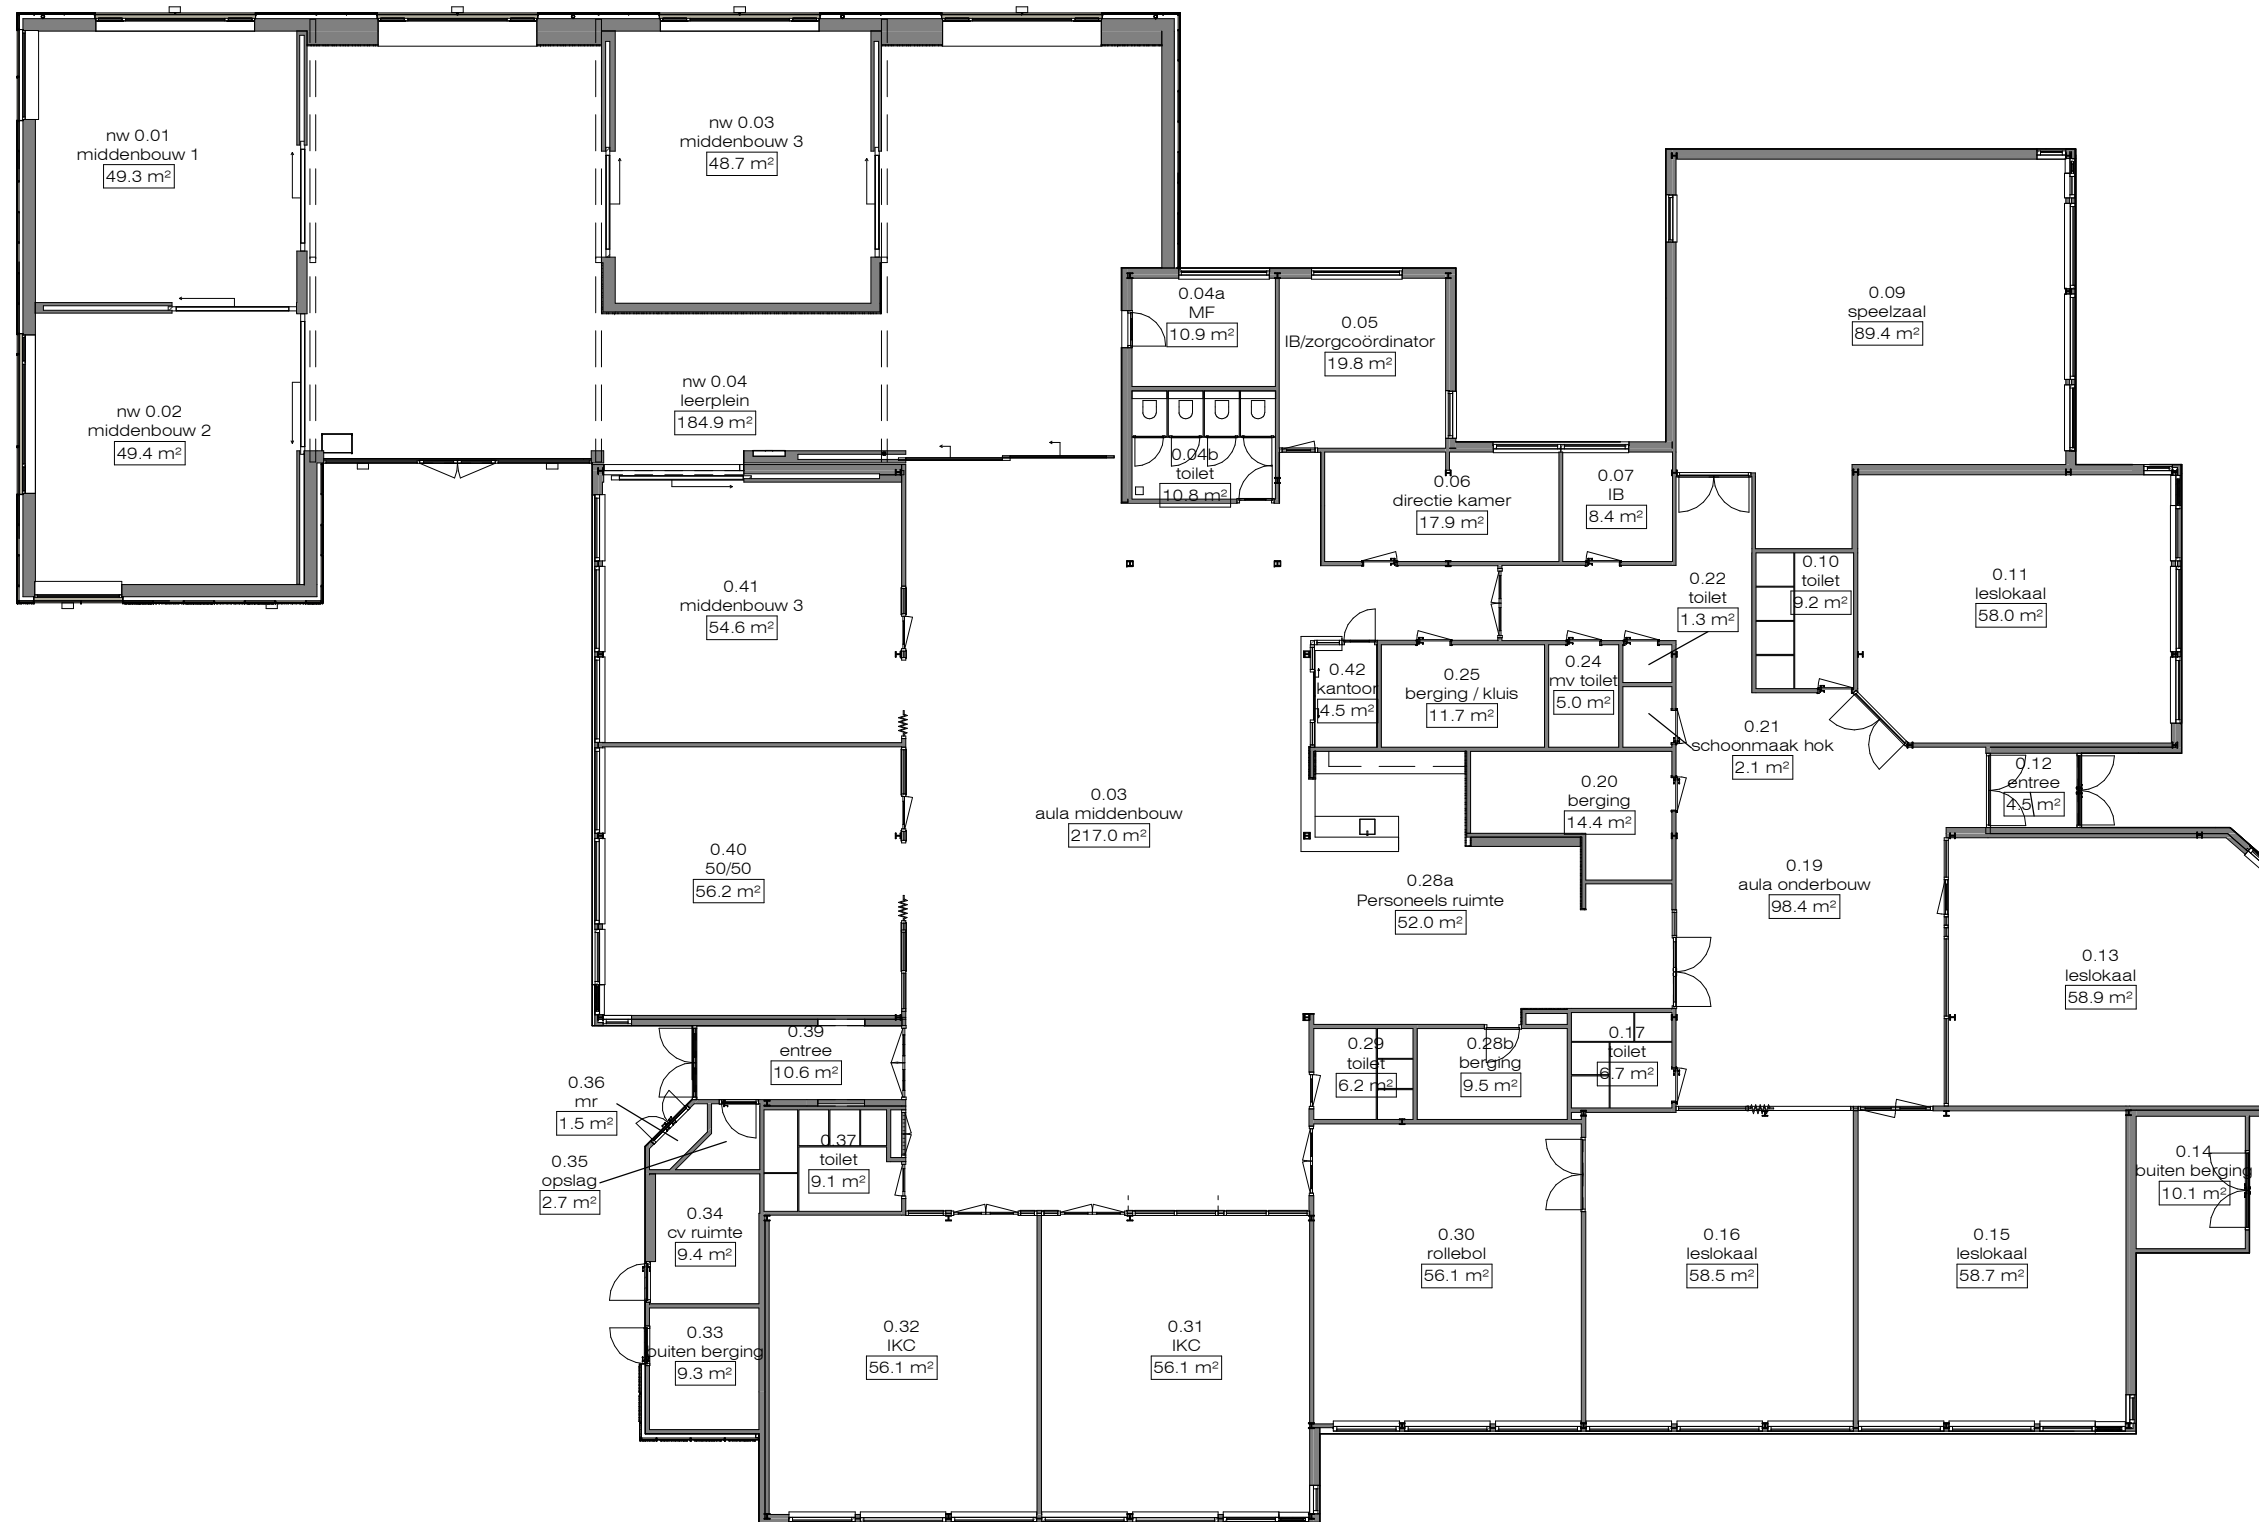 nw 0.01
middenbouw 1
49.3 m²
nw 0.03
middenbouw 3
48.7 m²
nw 0.02
middenbouw 2
49.4 m²
nw 0.04
leerplein
184.9 m²
0.04a
MF
10.9 m²
0.05
IB/zorgcoördinator
19.8 m²
0.09
speelzaal
89.4 m²
0.04b
toilet
10.8 m²
0.06
directie kamer
17.9 m²
0.07
IB
8.4 m²
0.41
middenbouw 3
54.6 m²
0.22
toilet
1.3 m²
0.10
toilet
9.2 m²
0.11
leslokaal
58.0 m²
0.42
kantoor
4.5 m²
0.25
berging / kluis
11.7 m²
0.24
mv toilet
5.0 m²
0.21
schoonmaak hok
2.1 m²
0.12
entree
4.5 m²
0.03
aula middenbouw
217.0 m²
0.20
berging
14.4 m²
0.40
50/50
56.2 m²
0.28a
Personeels ruimte
52.0 m²
0.19
aula onderbouw
98.4 m²
0.13
leslokaal
58.9 m²
0.39
entree
10.6 m²
0.29
toilet
6.2 m²
0.28b
berging
9.5 m²
0.17
toilet
6.7 m²
0.36
mr
1.5 m²
0.35
opslag
2.7 m²
0.37
toilet
9.1 m²
0.14
buiten berging
10.1 m²
0.34
cv ruimte
9.4 m²
0.30
rollebol
56.1 m²
0.16
leslokaal
58.5 m²
0.15
leslokaal
58.7 m²
0.33
buiten berging
9.3 m²
0.32
IKC
56.1 m²
0.31
IKC
56.1 m²